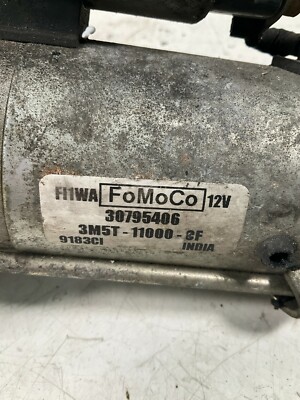 FI1WA FoMoCo 12V
30795406
3M5T - 11000 - CF
9183CI INDIA